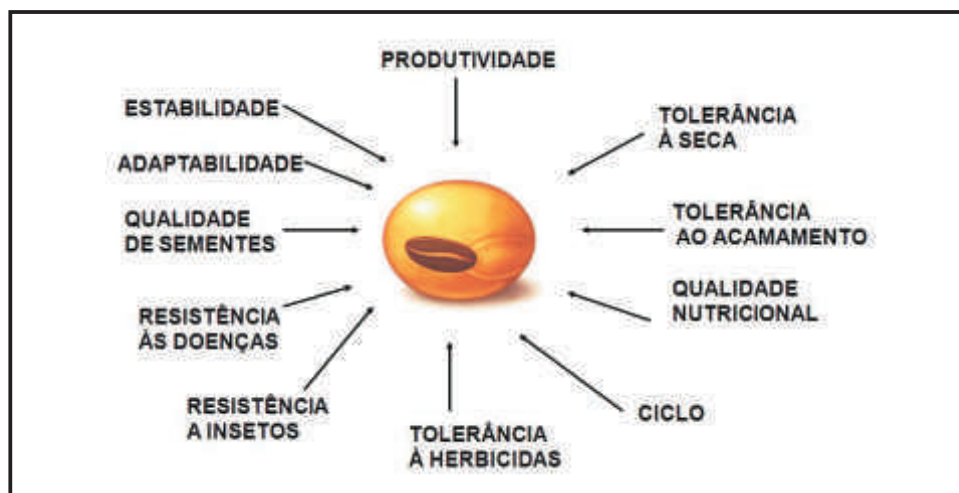 PRODUTIVIDADE
ESTABILIDADE
TOLERÂNCIA
À SECA
ADAPTABILIDADE
QUALIDADE
DE SEMENTES
TOLERÂNCIA
AO ACAMAMENTO
RESISTÊNCIA
ÀS DOENÇAS
QUALIDADE
NUTRICIONAL
RESISTÊNCIA
A INSETOS
TOLERÂNCIA
À HERBICIDAS
CICLO